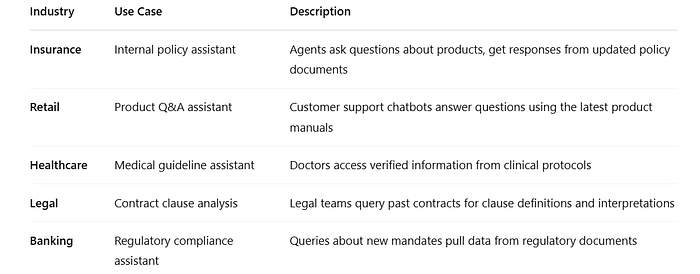 Industry Use Case Description
Insurance Internal policy assistant Agents ask questions about products, get responses from updated policy
documents
Retail Product Q&A assistant Customer support chatbots answer questions using the latest product
manuals
Healthcare Medical guideline assistant Doctors access verified information from clinical protocols
Legal Contract clause analysis Legal teams query past contracts for clause definitions and interpretations
Banking Regulatory compliance Queries about new mandates pull data from regulatory documents
assistant